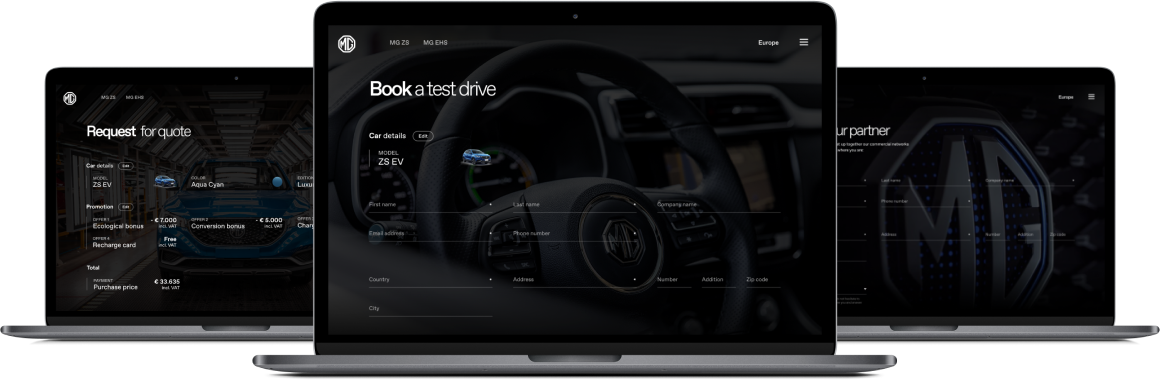 MG ZS MG EHS
Request for quote
Car details Edit
MODEL
ZS EV
COLOR
Aqua Cyan
EDITION
Luxu
Promotion Edit
OFFER 1
Ecological bonus
- € 7.000
incl. VAT
OFFER 2
Conversion bonus
- € 5.000
incl. VAT
OFFER 3
Charg
OFFER 4
Recharge card
Free
incl. VAT
Total
PAYMENT
Purchase price
€ 33.635
incl. VAT
MG
MG ZS MG EHS Europe
Book a test drive
Car details Edit
MODEL
ZS EV
First name Last name Company name
Email address Phone number
Country Address Number Addition Zip code
City
MG
Europe
ur partner
et up together our commercial networks
where you are
Last name Company name
Phone number
Address Number Addition Zip code
MG